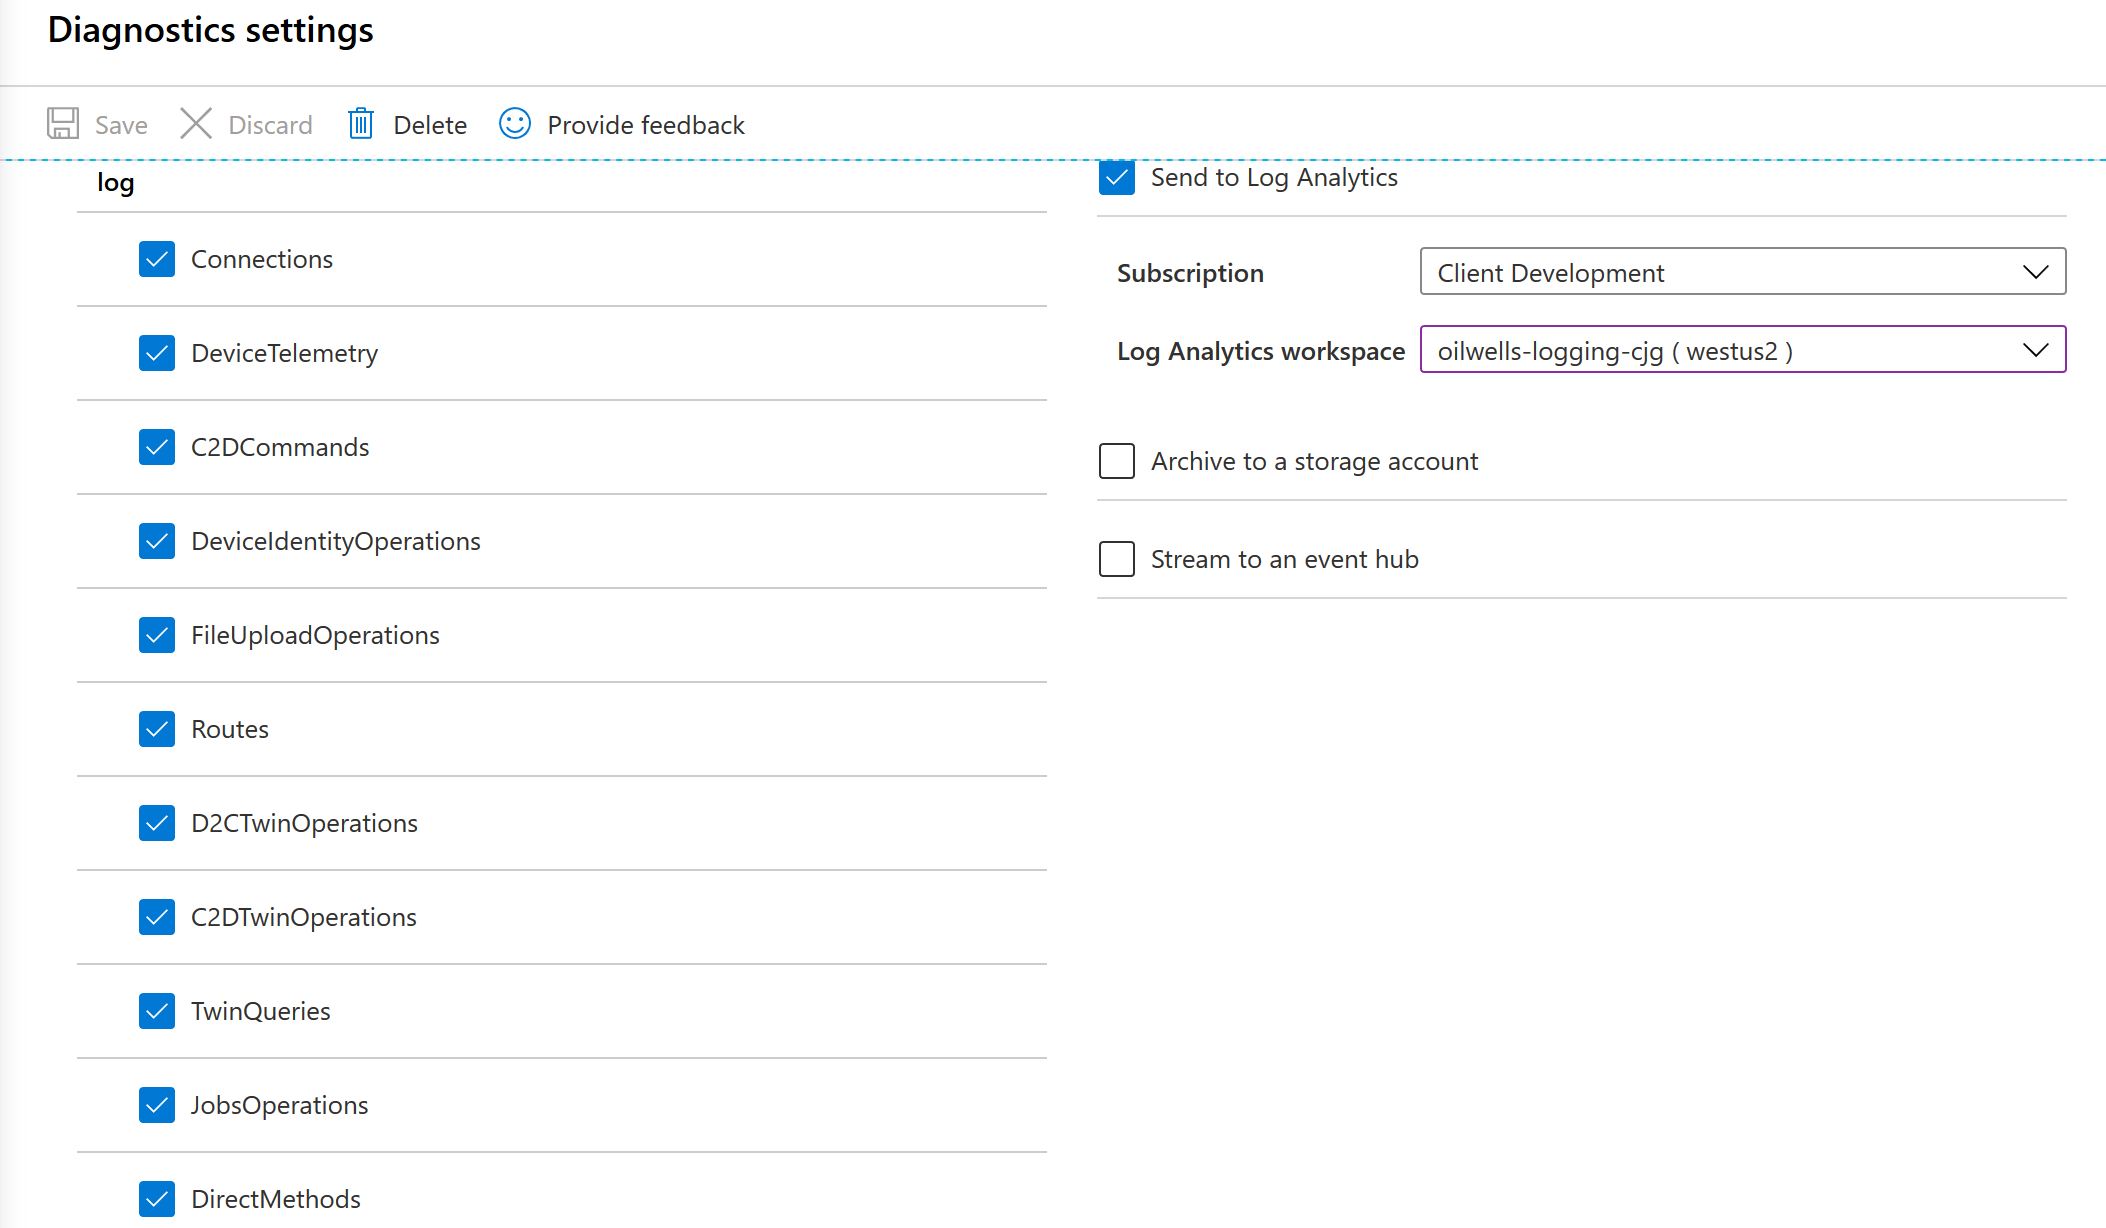 Diagnostics settings
Save
Discard
Delete
Provide feedback
log
Connections
DeviceTelemetry
C2DCommands
DeviceIdentityOperations
FileUploadOperations
Routes
D2CTwinOperations
C2DTwinOperations
TwinQueries
JobsOperations
DirectMethods
Send to Log Analytics
Subscription
Client Development
Log Analytics workspace
oilwells-logging-cjg ( westus2 )
Archive to a storage account
Stream to an event hub